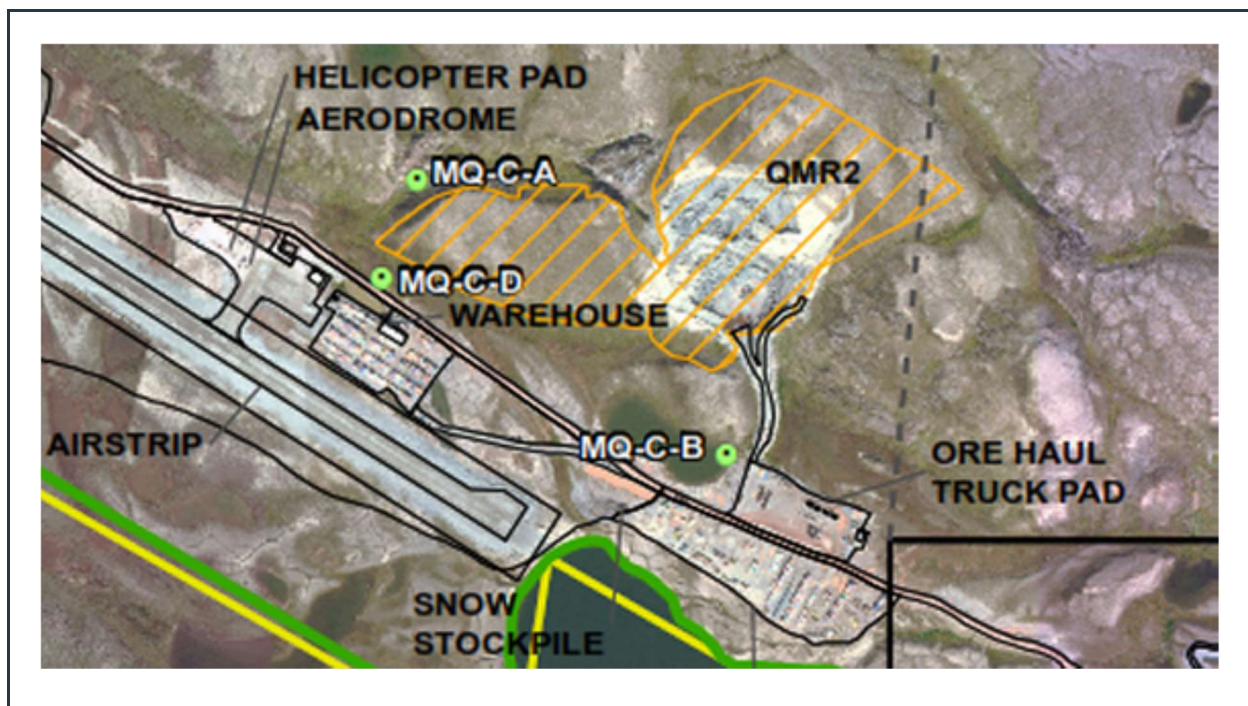 HELICOPTER PAD
AERODROME
MQ-C-A
QMR2
MQ-C-D
WAREHOUSE
AIRSTRIP
MQ-C-B
ORE HAUL
TRUCK PAD
SNOW
STOCKPILE